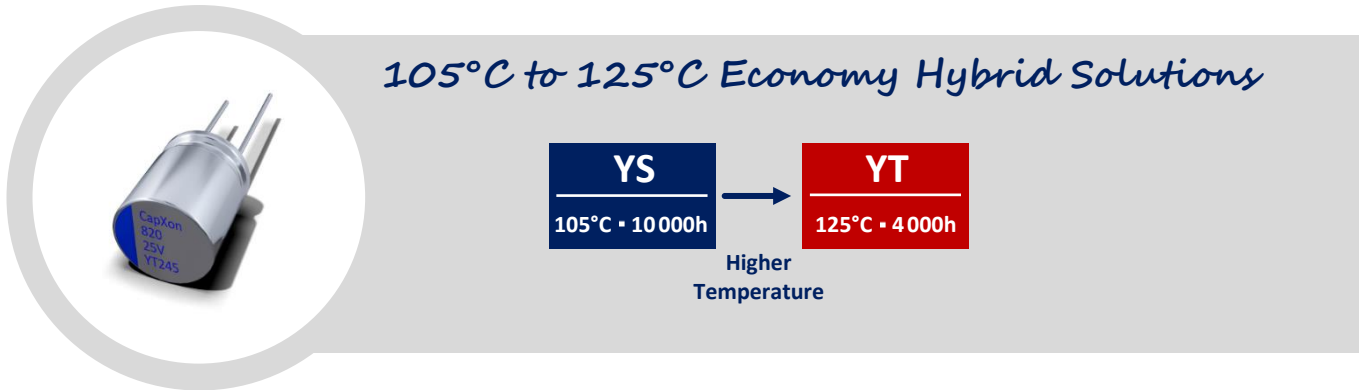 105°C to 125°C Economy Hybrid Solutions
CapXon
820
25V
YT245
YS
105°C ▪ 10 000h
YT
125°C ▪ 4 000h
Higher
Temperature